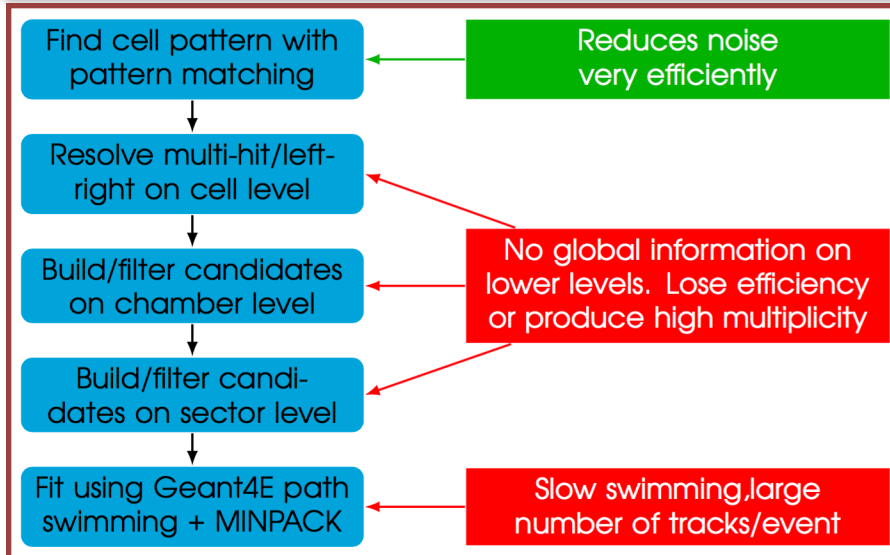 Find cell pattern with
pattern matching
Reduces noise
very efficiently
Resolve multi-hit/left-
right on cell level
Build/filter candidates
on chamber level
No global information on
lower levels. Lose efficiency
or produce high multiplicity
Build/filter candi-
dates on sector level
Fit using Geant4E path
swimming + MINPACK
Slow swimming,large
number of tracks/event